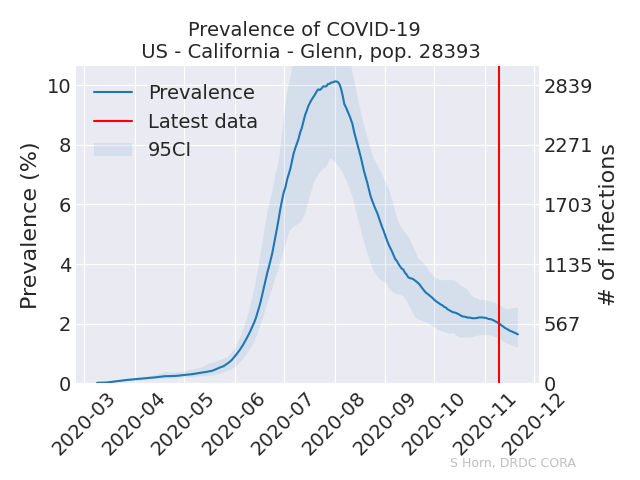 Prevalence of COVID-19
US - California - Glenn, pop. 28393
Prevalence
Latest data
95CI
Prevalence (%)
10
8
6
4
2
0
2839
2271
1703
1135
567
0
# of infections
2020-03
2020-04
2020-05
2020-06
2020-07
2020-08
2020-09
2020-10
2020-11
2020-12
S Horn, DRDC CORA